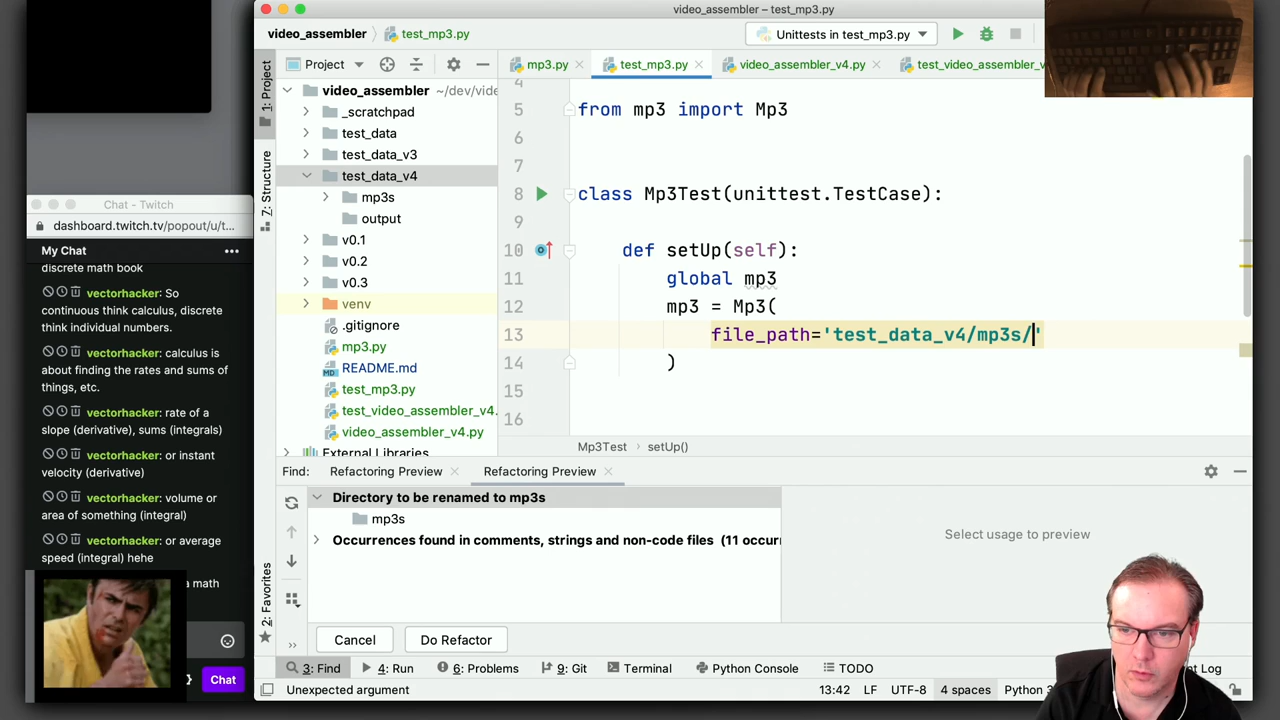 video_assembler – test_mp3.py
video_assembler
test_mp3.py
Unittests in test_mp3.py
1: Project
Project
mp3.py
test_mp3.py
video_assembler_v4.py
test_video_assembler_v
video_assembler ~/dev/vide
_scratchpad
test_data
test_data_v3
test_data_v4
mp3s
output
v0.1
v0.2
v0.3
venv
.gitignore
mp3.py
README.md
test_mp3.py
test_video_assembler_v4.
video_assembler_v4.py
External Libraries
7: Structure
2: Favorites
4
5 from mp3 import Mp3
6
7
8 class Mp3Test(unittest.TestCase):
9
10 def setUp(self):
11 global mp3
12 mp3 = Mp3(
13 file_path='test_data_v4/mp3s/'
14 )
15
16
Mp3Test › setUp()
Chat – Twitch
dashboard.twitch.tv/popout/u/t...
My Chat
discrete math book
vectorhacker: So
continuous think calculus, discrete
think individual numbers.
vectorhacker: calculus is
about finding the rates and sums of
things, etc.
vectorhacker: rate of a
slope (derivative), sums (integrals)
vectorhacker: or instant
velocity (derivative)
vectorhacker: volume or
area of something (integral)
vectorhacker: or average
speed (integral) hehe
a math
Chat
Find:
Refactoring Preview
Refactoring Preview
Directory to be renamed to mp3s
mp3s
Occurrences found in comments, strings and non-code files (11 occurr
Select usage to preview
Cancel
Do Refactor
3: Find
4: Run
6: Problems
9: Git
Terminal
Python Console
TODO
t Log
Unexpected argument
13:42
LF
UTF-8
4 spaces
Python 3